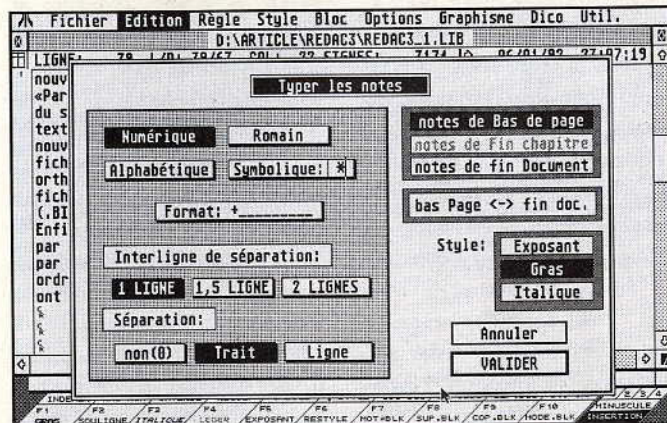 Fichier Edition Règle Style Bloc Options Graphisme Dico Util.
D:\ARTICLE\REDAC3\REDAC3_1.LIB
LIGNE: 79 L/P: 79/67 COL: 22 SIGNES: 7174
nouv
«Par
du s
text
nouv
fich
orth
fich
(.BI
Enfi
par
par
ordr
ont
Typer les notes
Numérique Romain
Alphabétique Symbolique: *
Format: +_________
Interligne de séparation:
1 LIGNE 1,5 LIGNE 2 LIGNES
Séparation:
non(0) Trait Ligne
notes de Bas de page
notes de Fin chapitre
notes de fin Document
bas Page <-> fin doc.
Style: Exposant
Gras
Italique
Annuler
VALIDER
INDE
F1 F2 F3 F4 F5 F6 F7 F8 F9 F10 MINUSCULE
GRAS SOULIGNE ITALIQUE LEGER EXPOSANT RESTYLE MOT+BLK SUP.BLK COP.BLK MODE.BLK INSERTION